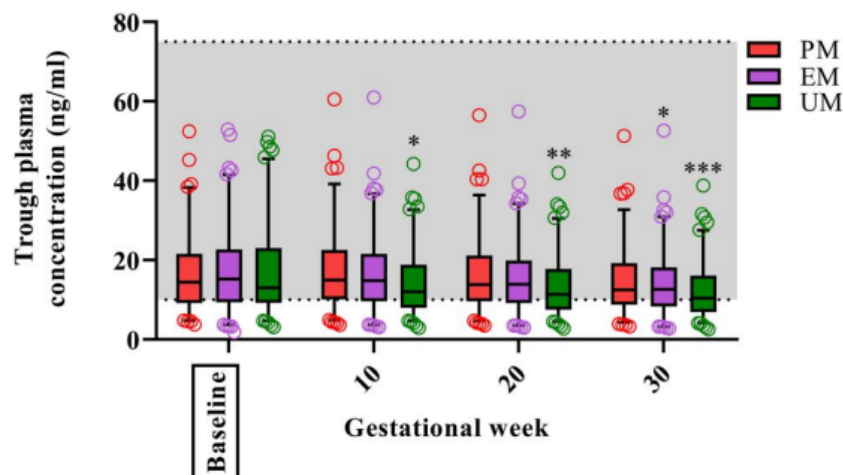 80
60
40
20
0
Trough plasma
concentration (ng/ml)
PM
EM
UM
*
**
*
***
Baseline
10
20
30
Gestational week